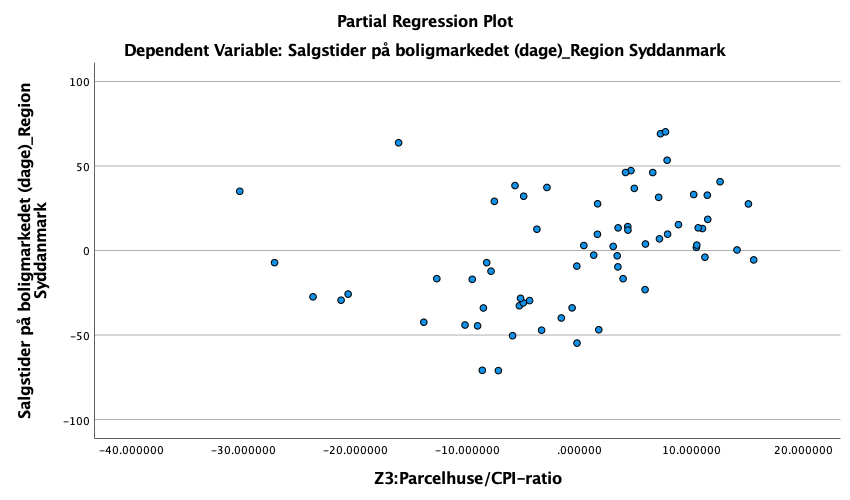 Partial Regression Plot
Dependent Variable: Salgstider på boligmarkedet (dage)_Region Syddanmark
Salgstider på boligmarkedet (dage)_Region
Syddanmark
100
50
0
-50
-100
-40.000000 -30.000000 -20.000000 -10.000000 .000000 10.000000 20.000000
Z3:Parcelhuse/CPI-ratio